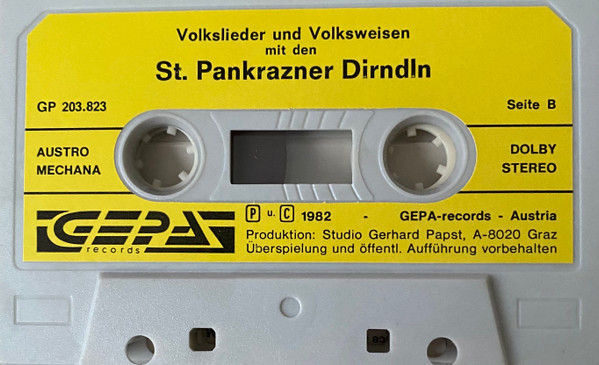 Volkslieder und Volksweisen
mit den
St. Pankrazner Dirndln
GP 203.823
Seite B
AUSTRO
MECHANA
DOLBY
STEREO
GEPA
records
P u. C 1982 - GEPA-records - Austria
Produktion: Studio Gerhard Papst, A-8020 Graz
Überspielung und öffentl. Aufführung vorbehalten